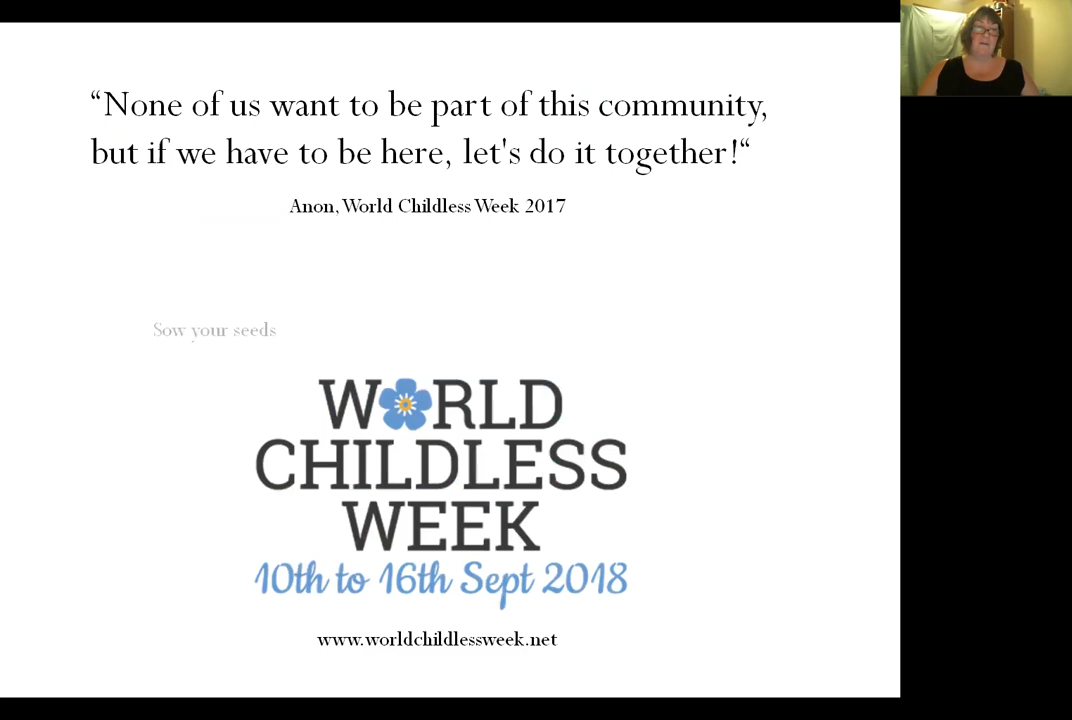 “None of us want to be part of this community,
but if we have to be here, let's do it together!“
Anon, World Childless Week 2017
Sow your seeds
WORLD
CHILDLESS
WEEK
10th to 16th Sept 2018
www.worldchildlessweek.net